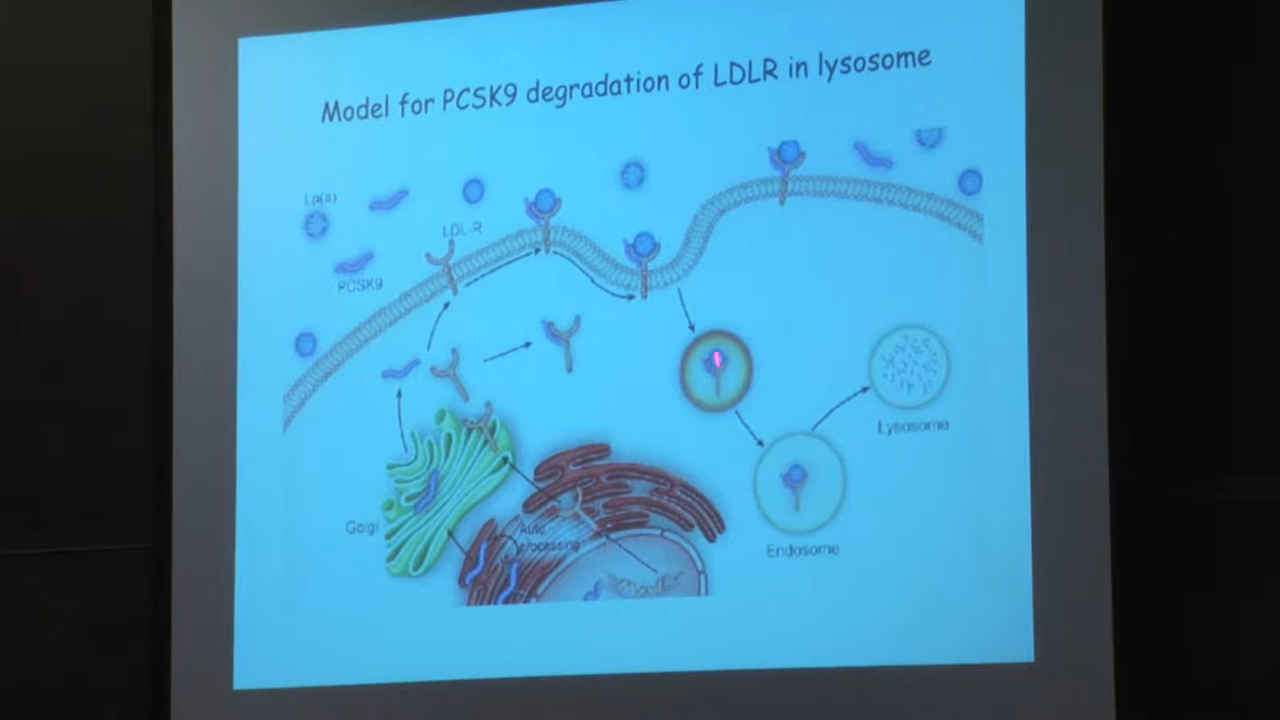 Model for PCSK9 degradation of LDLR in lysosome
Lp(a)
LDL-R
PCSK9
Lysosome
Golgi
Auto
processing
Endosome